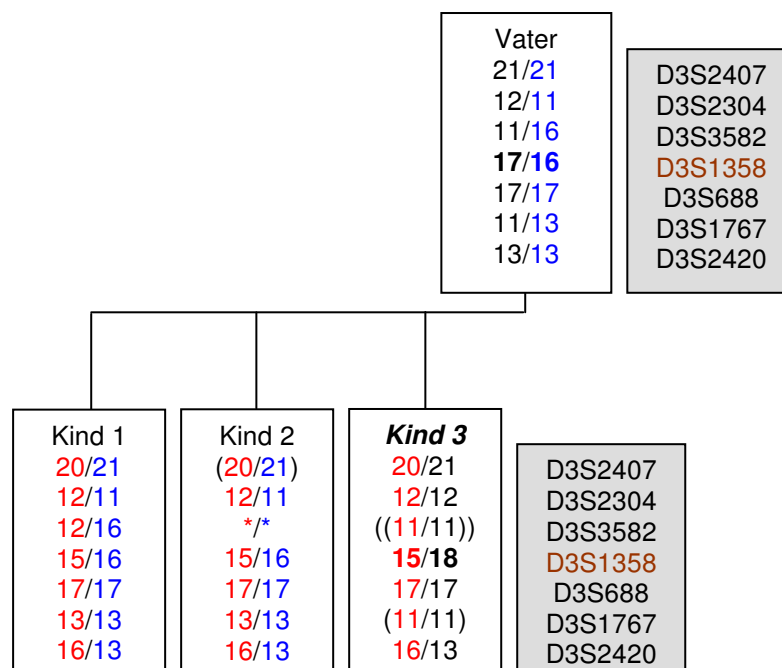 Vater
21/21
12/11
11/16
17/16
17/17
11/13
13/13
D3S2407
D3S2304
D3S3582
D3S1358
D3S688
D3S1767
D3S2420
Kind 1
20/21
12/11
12/16
15/16
17/17
13/13
16/13
Kind 2
(20/21)
12/11
*/*
15/16
17/17
13/13
16/13
Kind 3
20/21
12/12
((11/11))
15/18
17/17
(11/11)
16/13
D3S2407
D3S2304
D3S3582
D3S1358
D3S688
D3S1767
D3S2420